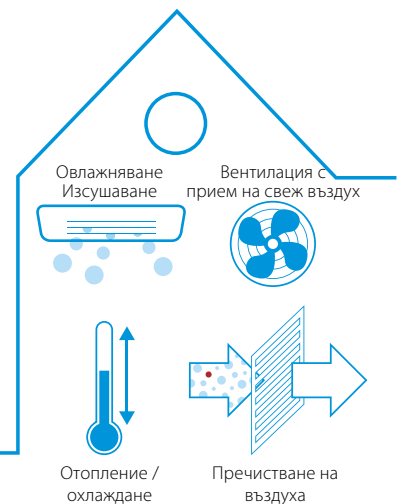 Овлажняване
Изсушаване
Вентилация с
прием на свеж въздух
Отопление /
охлаждане
Пречистване на
въздуха